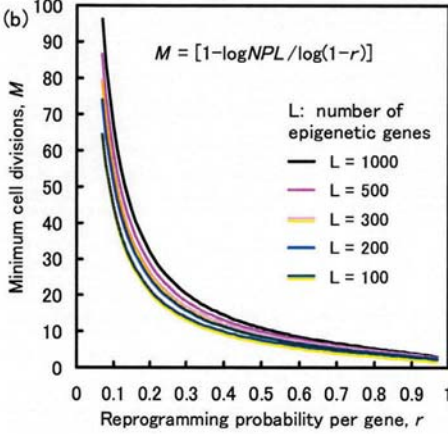 (b)
M = [1-logNPL/log(1-r)]
L: number of
epigenetic genes
L = 1000
L = 500
L = 300
L = 200
L = 100
Minimum cell divisions, M
100
90
80
70
60
50
40
30
20
10
0
0 0.1 0.2 0.3 0.4 0.5 0.6 0.7 0.8 0.9 1
Reprogramming probability per gene, r